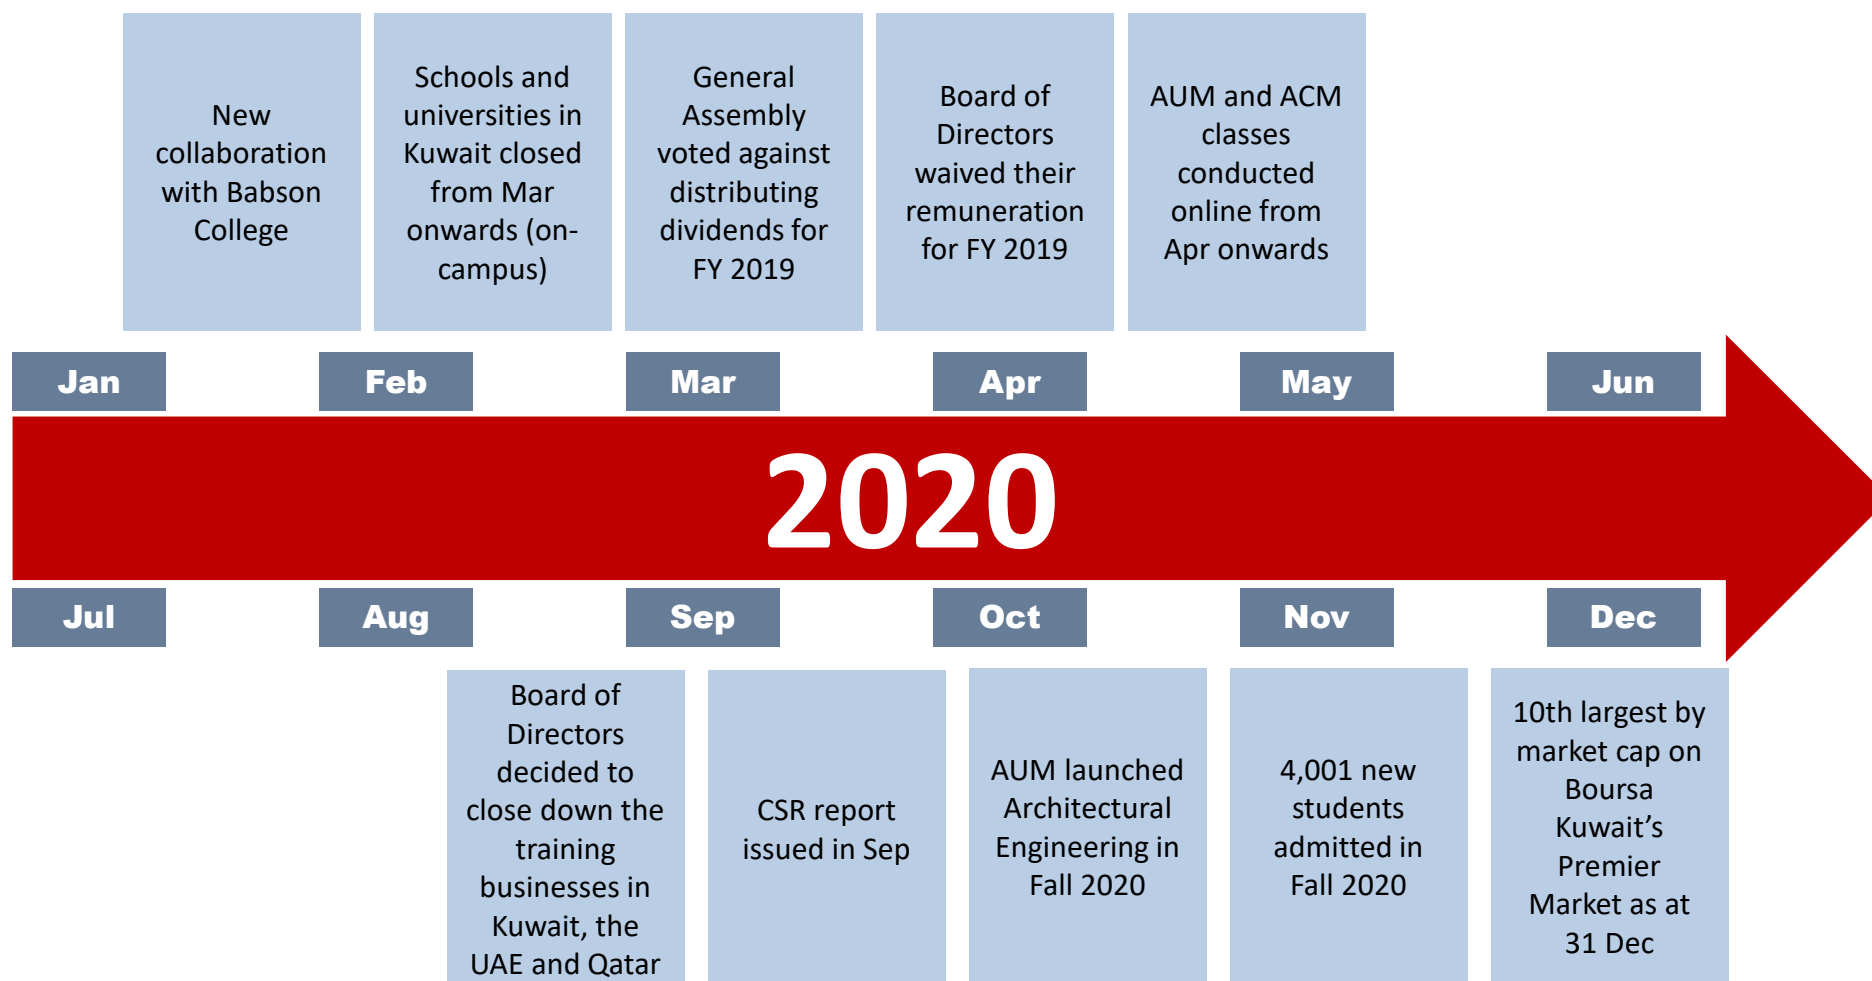 New
collaboration
with Babson
College
Schools and
universities in
Kuwait closed
from Mar
onwards (on-
campus)
General
Assembly
voted against
distributing
dividends for
FY 2019
Board of
Directors
waived their
remuneration
for FY 2019
AUM and ACM
classes
conducted
online from
Apr onwards
Jan
Feb
Mar
Apr
May
Jun
2020
Jul
Aug
Sep
Oct
Nov
Dec
Board of
Directors
decided to
close down the
training
businesses in
Kuwait, the
UAE and Qatar
CSR report
issued in Sep
AUM launched
Architectural
Engineering in
Fall 2020
4,001 new
students
admitted in
Fall 2020
10th largest by
market cap on
Boursa
Kuwait’s
Premier
Market as at
31 Dec